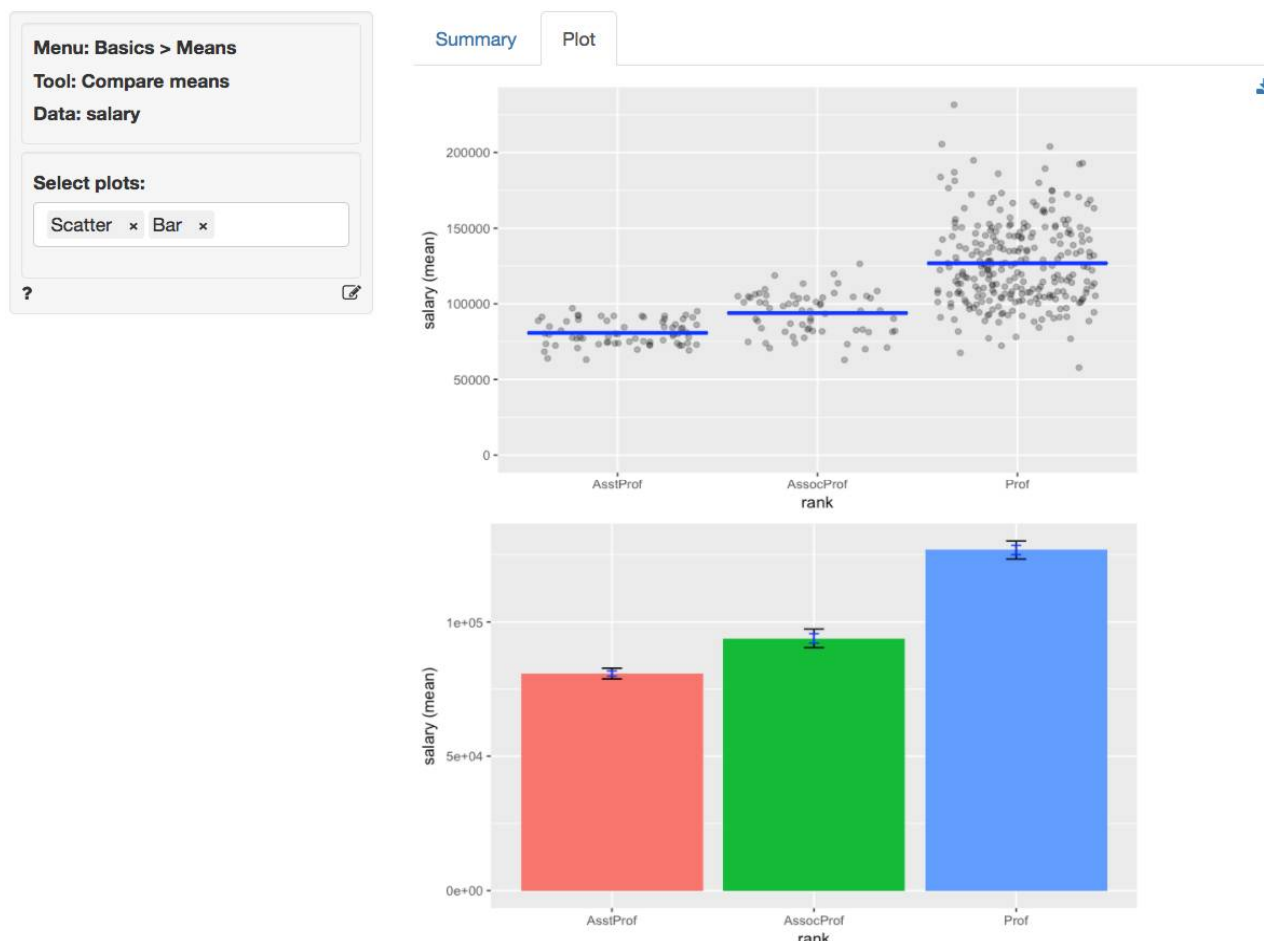 Menu: Basics > Means
Tool: Compare means
Data: salary
Select plots:
Scatter × Bar ×
?
Summary Plot
200000
150000
100000
50000
0
salary (mean)
AsstProf AssocProf Prof
rank
1e+05
5e+04
0e+00
salary (mean)
AsstProf AssocProf Prof
rank